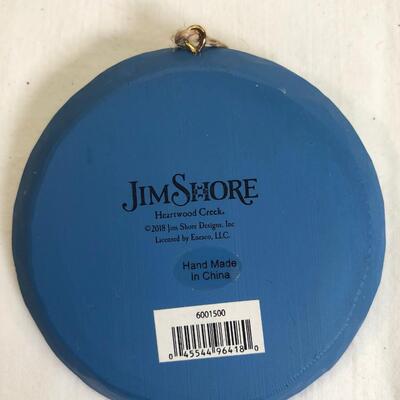 JIM SHORE
Heartwood Creek®
©2018 Jim Shore Designs, Inc
Licensed by Enesco, LLC.
Hand Made
in China
6001500
0 45544 96418 0